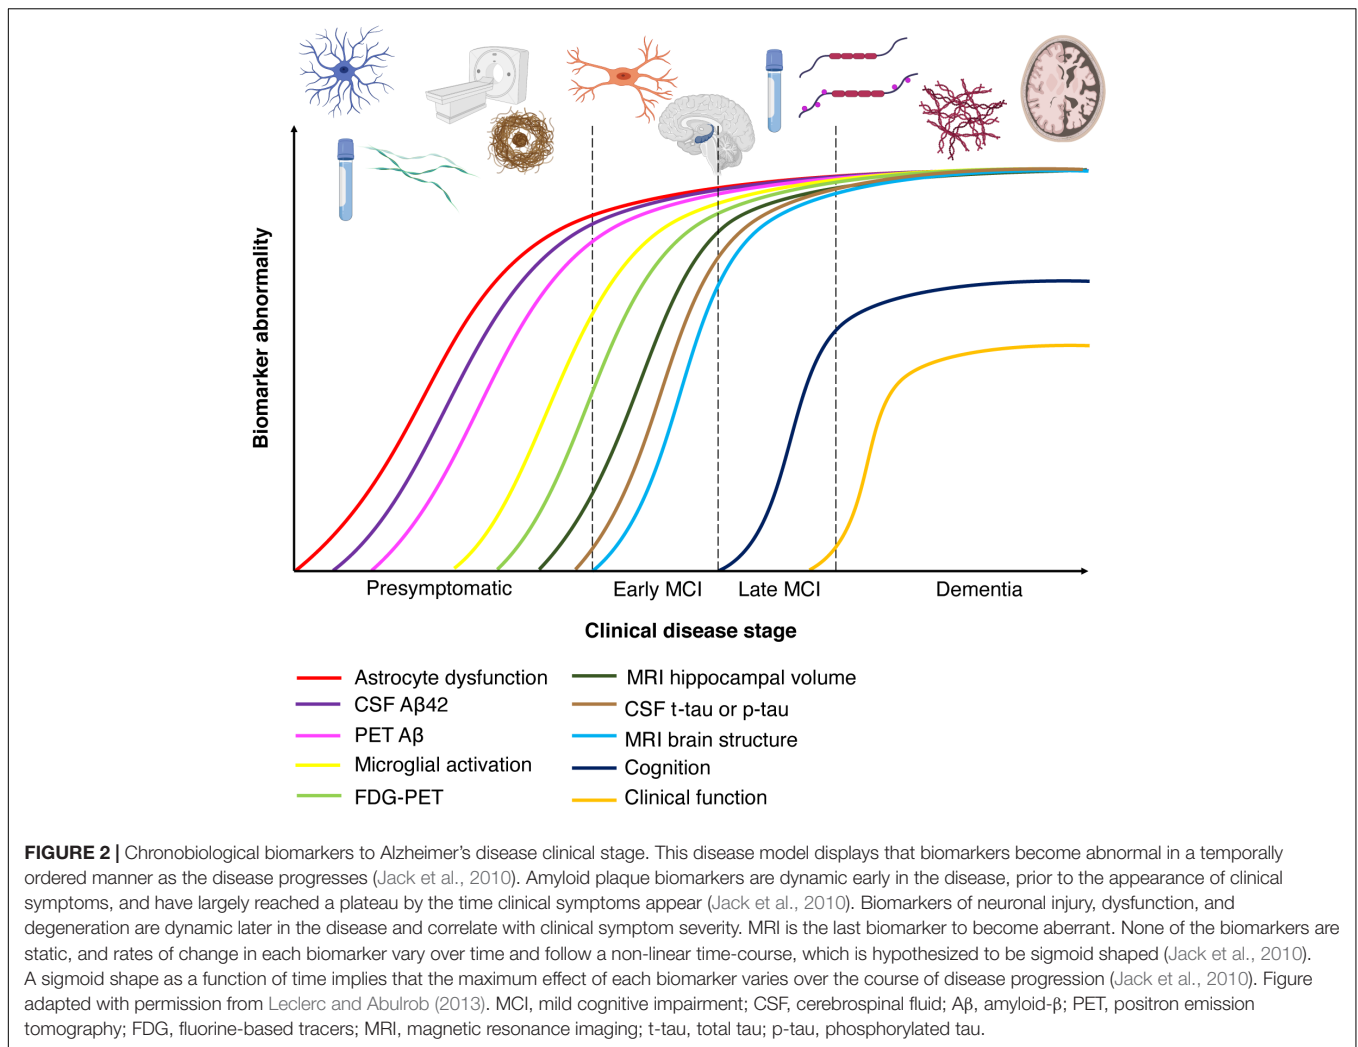 Biomarker abnormality
Presymptomatic
Early MCI
Late MCI
Dementia
Clinical disease stage
Astrocyte dysfunction
CSF Aβ42
PET Aβ
Microglial activation
FDG-PET
MRI hippocampal volume
CSF t-tau or p-tau
MRI brain structure
Cognition
Clinical function
FIGURE 2 | Chronobiological biomarkers to Alzheimer's disease clinical stage. This disease model displays that biomarkers become abnormal in a temporally
ordered manner as the disease progresses (Jack et al., 2010). Amyloid plaque biomarkers are dynamic early in the disease, prior to the appearance of clinical
symptoms, and have largely reached a plateau by the time clinical symptoms appear (Jack et al., 2010). Biomarkers of neuronal injury, dysfunction, and
degeneration are dynamic later in the disease and correlate with clinical symptom severity. MRI is the last biomarker to become aberrant. None of the biomarkers are
static, and rates of change in each biomarker vary over time and follow a non-linear time-course, which is hypothesized to be sigmoid shaped (Jack et al., 2010).
A sigmoid shape as a function of time implies that the maximum effect of each biomarker varies over the course of disease progression (Jack et al., 2010). Figure
adapted with permission from Leclerc and Abulrob (2013). MCI, mild cognitive impairment; CSF, cerebrospinal fluid; Aβ, amyloid-β; PET, positron emission
tomography; FDG, fluorine-based tracers; MRI, magnetic resonance imaging; t-tau, total tau; p-tau, phosphorylated tau.